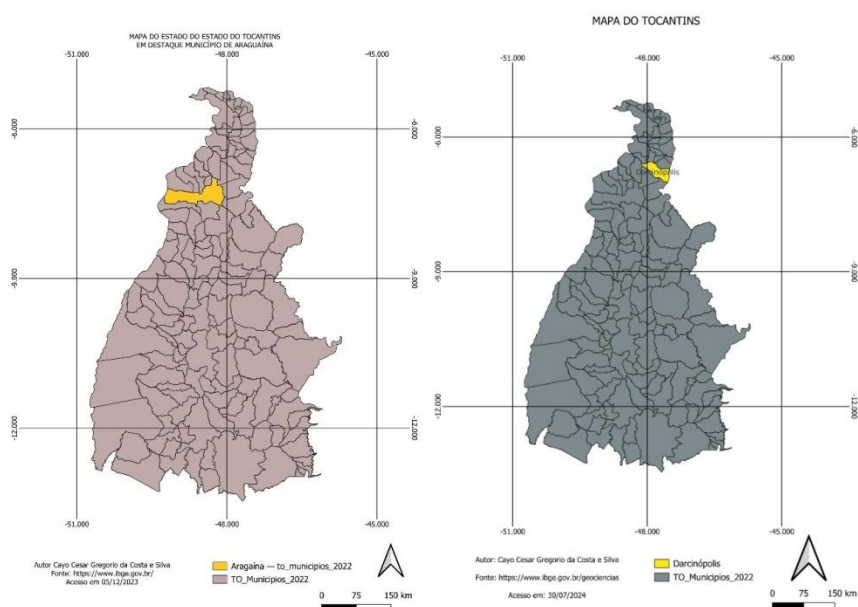 MAPA DO ESTADO DO ESTADO DO TOCANTINS
EM DESTAQUE MUNICÍPIO DE ARAGUAÍNA
-51.000
-48.000
-45.000
-6.000
-6.000
-9.000
-9.000
-12.000
-12.000
-51.000
-48.000
-45.000
Autor Cayo Cesar Gregorio da Costa e Silva
Fonte: https://www.ibge.gov.br/
Acesso em 05/12/2023
Aragaína — to_municipios_2022
TO_Municipios_2022
0 75 150 km
MAPA DO TOCANTINS
-51.000
-48.000
-45.000
-6.000
-6.000
Darcinópolis
-9.000
-9.000
-12.000
-12.000
-51.000
-48.000
-45.000
Autor: Cayo Cesar Gregorio da Costa e Silva
Fonte: https://www.ibge.gov.br/geociencias
Acesso em: 30/07/2024
Darcinópolis
TO_Municipios_2022
0 75 150 km